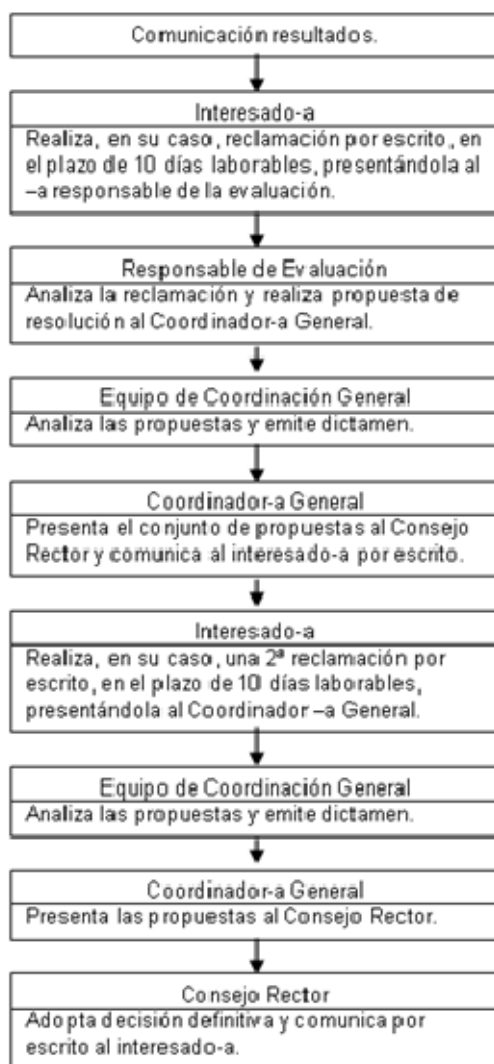 Comunicación resultados.
Interesado-a
Realiza, en su caso, reclamación por escrito, en
el plazo de 10 días laborables, presentándola al
–a responsable de la evaluación.
Responsable de Evaluación
Analiza la reclamación y realiza propuesta de
resolución al Coordinador-a General.
Equipo de Coordinación General
Analiza las propuestas y emite dictamen.
Coordinador-a General
Presenta el conjunto de propuestas al Consejo
Rector y comunica al interesado-a por escrito.
Interesado-a
Realiza, en su caso, una 2ª reclamación por
escrito, en el plazo de 10 días laborables,
presentándola al Coordinador –a General.
Equipo de Coordinación General
Analiza las propuestas y emite dictamen.
Coordinador-a General
Presenta las propuestas al Consejo Rector.
Consejo Rector
Adopta decisión definitiva y comunica por
escrito al interesado-a.